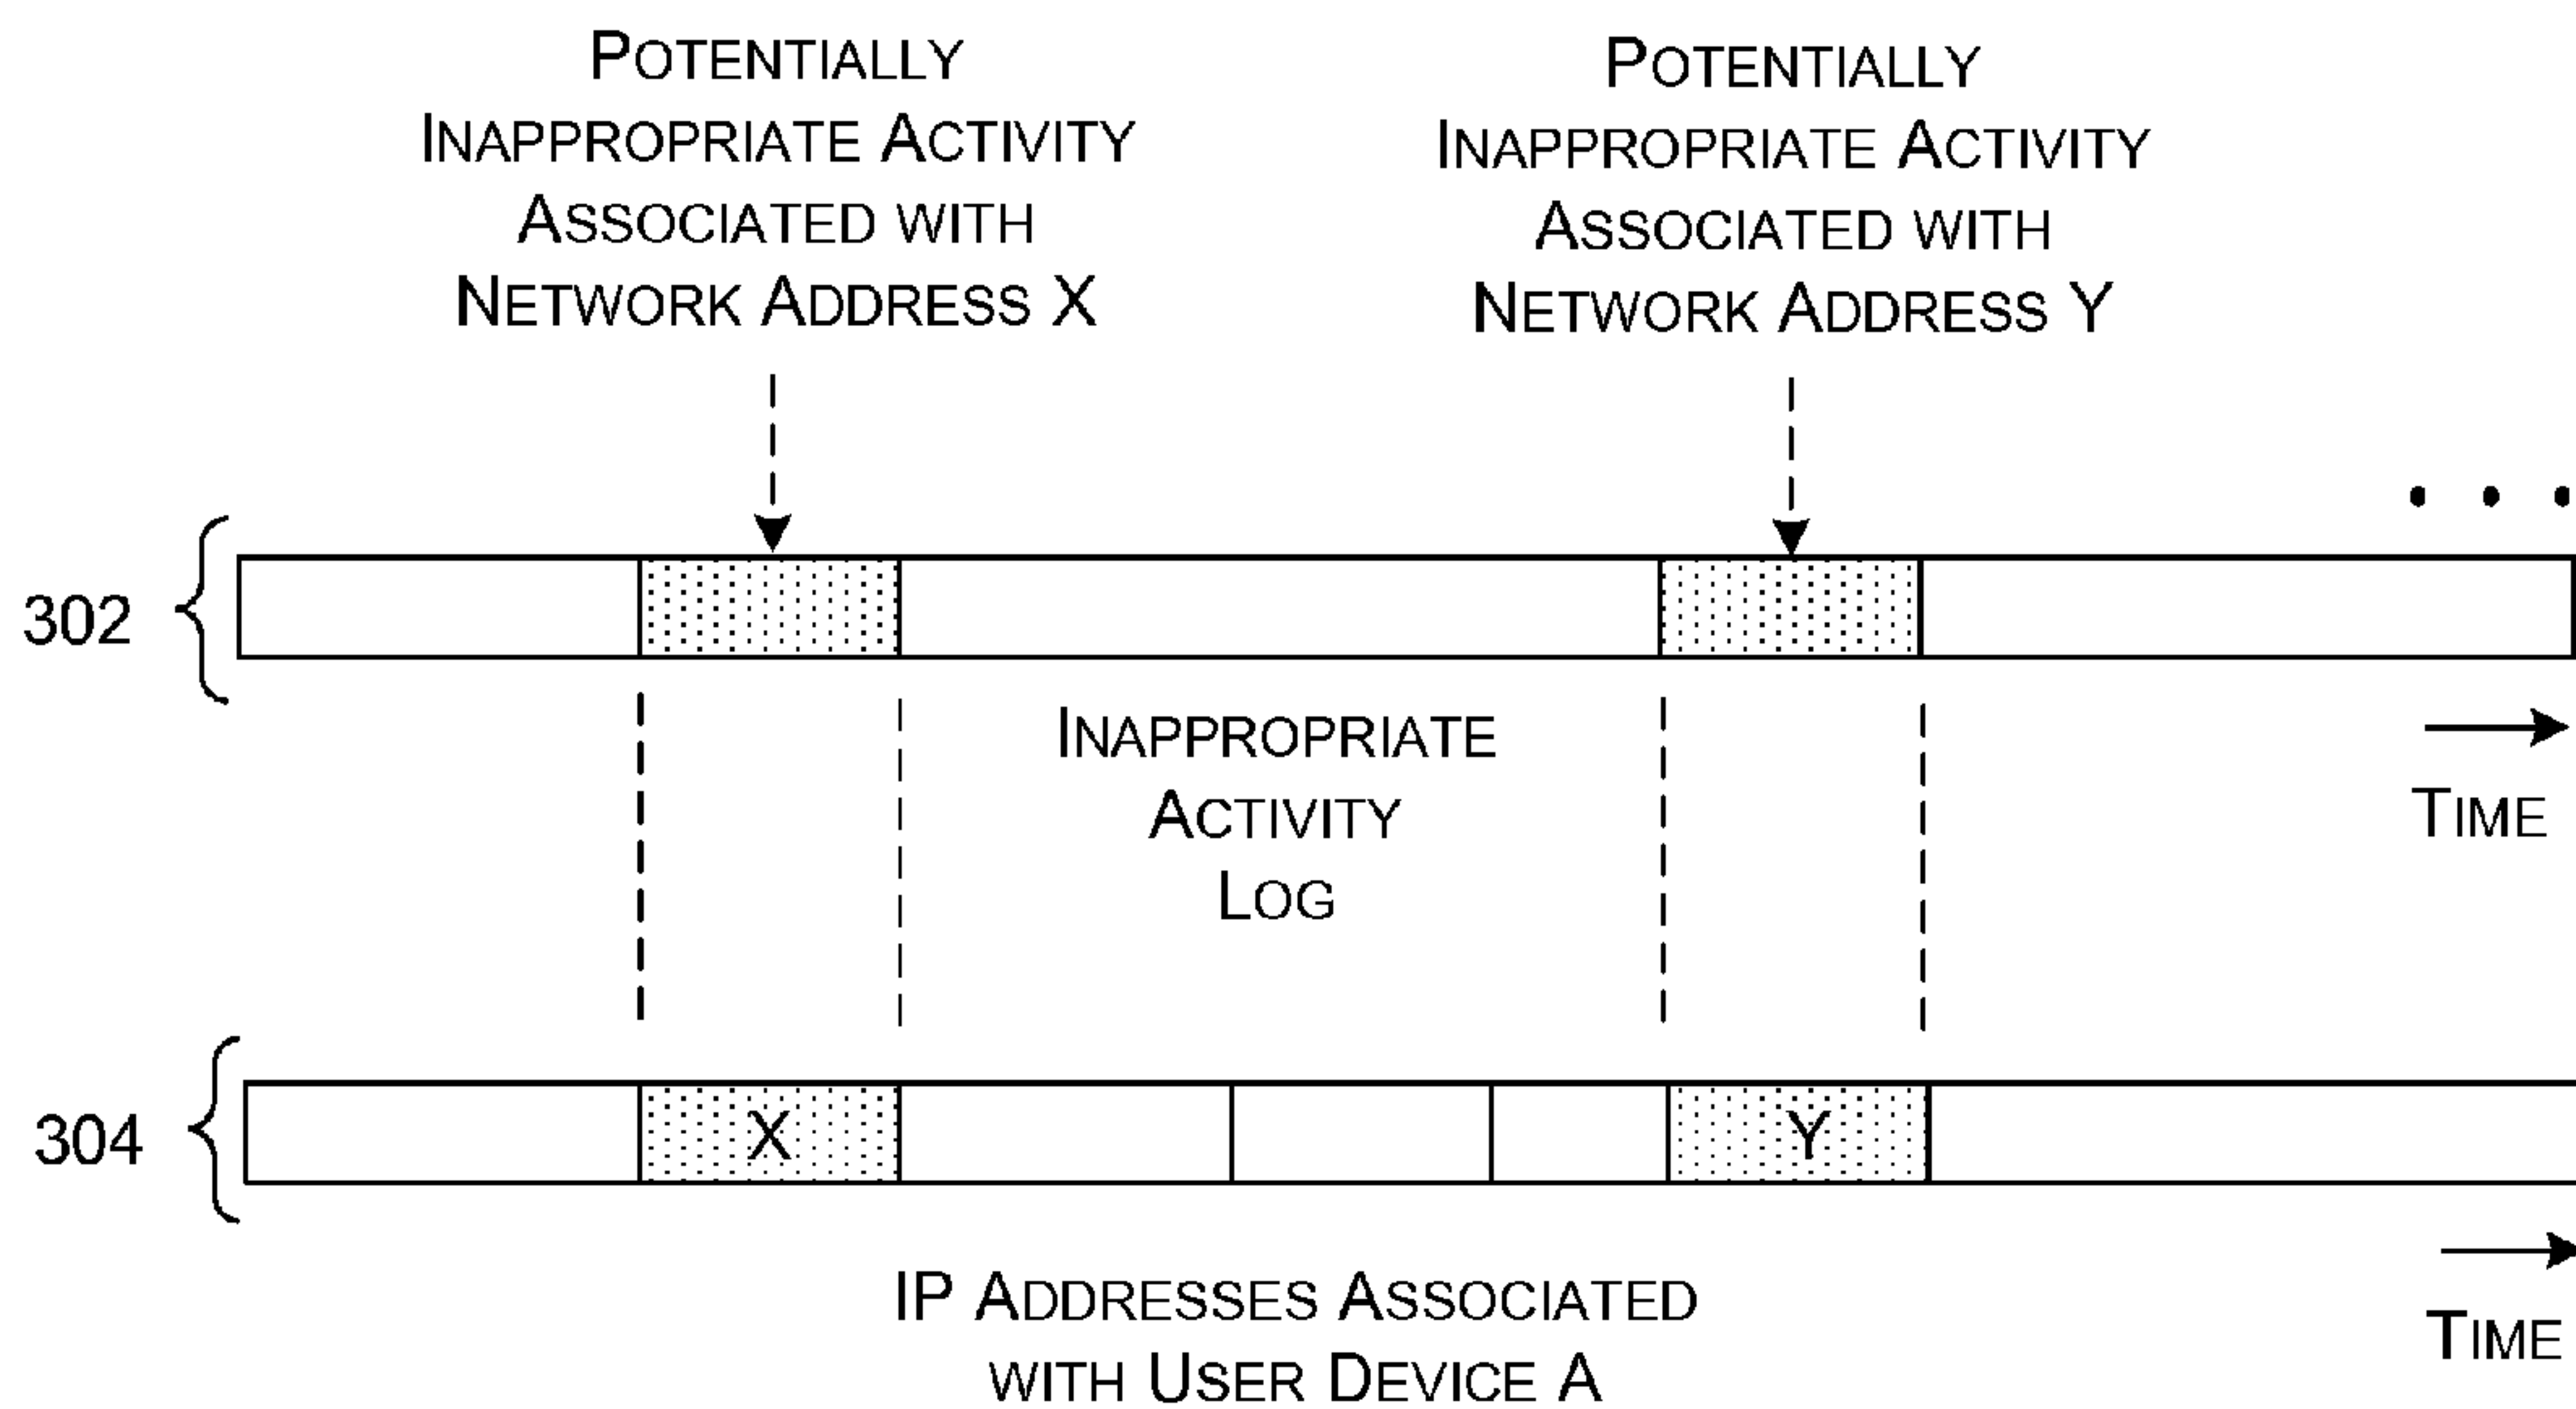 POTENTIALLY
INAPPROPRIATE ACTIVITY
ASSOCIATED WITH
NETWORK ADDRESS X
POTENTIALLY
INAPPROPRIATE ACTIVITY
ASSOCIATED WITH
NETWORK ADDRESS Y
302
INAPPROPRIATE
ACTIVITY
LOG
TIME
304
X
Y
IP ADDRESSES ASSOCIATED
WITH USER DEVICE A
TIME